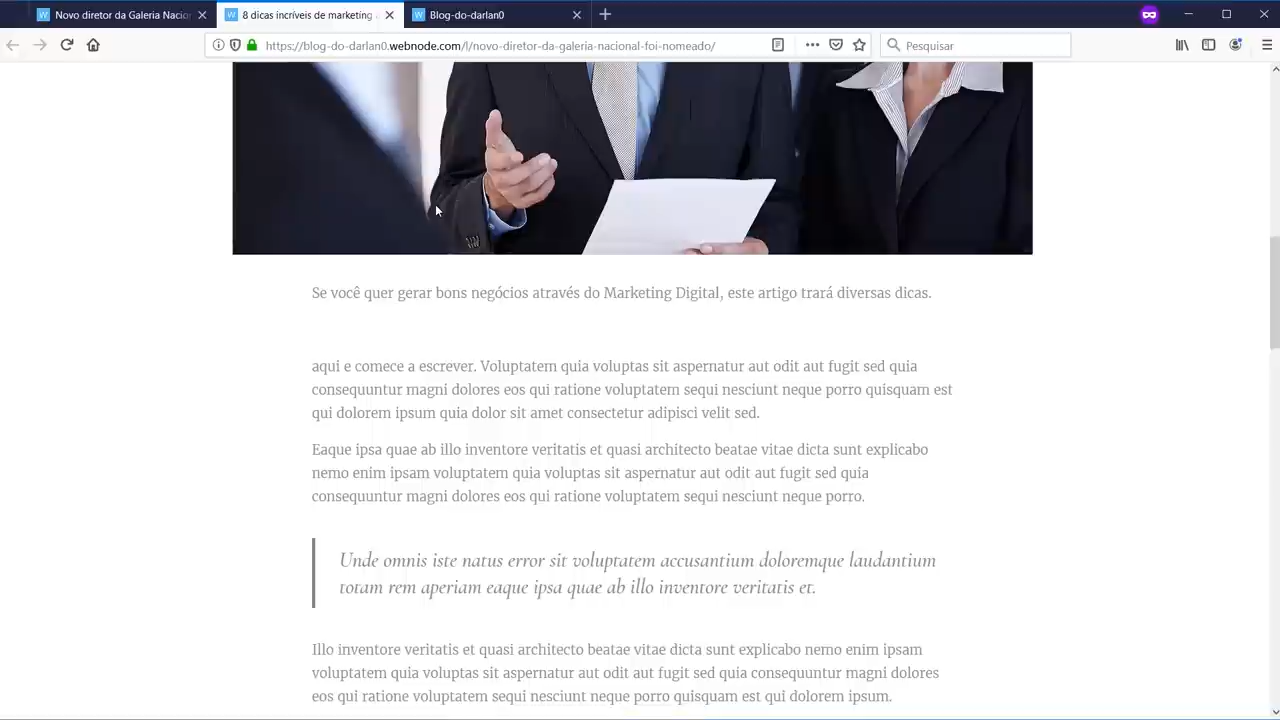 Novo diretor da Galeria Nacion
8 dicas incríveis de marketing
Blog-do-darlan0
https://blog-do-darlan0.webnode.com/l/novo-diretor-da-galeria-nacional-foi-nomeado/
Pesquisar
Se você quer gerar bons negócios através do Marketing Digital, este artigo trará diversas dicas.
aqui e comece a escrever. Voluptatem quia voluptas sit aspernatur aut odit aut fugit sed quia
consequuntur magni dolores eos qui ratione voluptatem sequi nesciunt neque porro quisquam est
qui dolorem ipsum quia dolor sit amet consectetur adipisci velit sed.
Eaque ipsa quae ab illo inventore veritatis et quasi architecto beatae vitae dicta sunt explicabo
nemo enim ipsam voluptatem quia voluptas sit aspernatur aut odit aut fugit sed quia
consequuntur magni dolores eos qui ratione voluptatem sequi nesciunt neque porro.
Unde omnis iste natus error sit voluptatem accusantium doloremque laudantium
totam rem aperiam eaque ipsa quae ab illo inventore veritatis et.
Illo inventore veritatis et quasi architecto beatae vitae dicta sunt explicabo nemo enim ipsam
voluptatem quia voluptas sit aspernatur aut odit aut fugit sed quia consequuntur magni dolores
eos qui ratione voluptatem sequi nesciunt neque porro quisquam est qui dolorem ipsum.